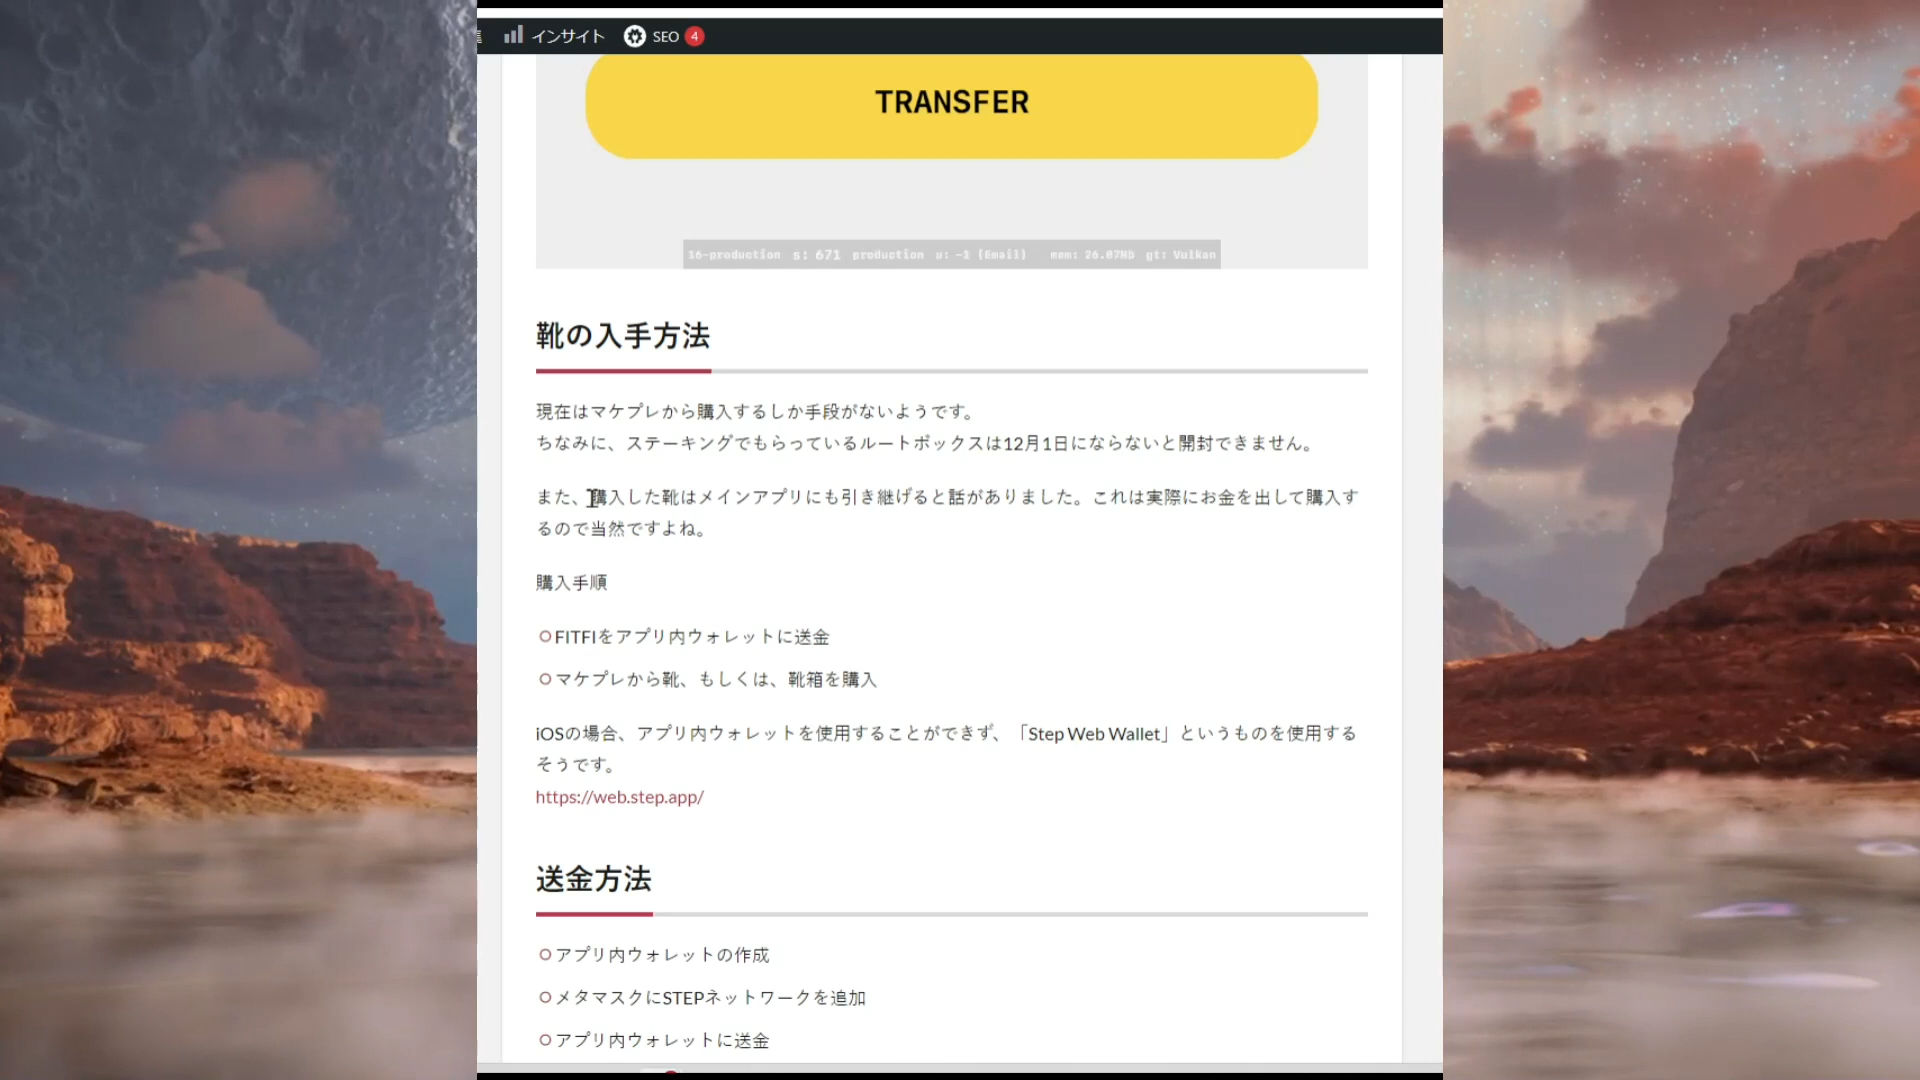 インサイト SEO 4
TRANSFER
16-production s: 671 production u: -1 (Email) mem: 26.07Mb gt: Vulkan
靴の入手方法
現在はマケプレから購入するしか手段がないようです。
ちなみに、ステーキングでもらっているルートボックスは12月1日にならないと開封できません。
また、購入した靴はメインアプリにも引き継げると話がありました。これは実際にお金を出して購入す
るので当然ですよね。
購入手順
FITFIをアプリ内ウォレットに送金
マケプレから靴、もしくは、靴箱を購入
iOSの場合、アプリ内ウォレットを使用することができず、「Step Web Wallet」というものを使用する
そうです。
https://web.step.app/
送金方法
アプリ内ウォレットの作成
メタマスクにSTEPネットワークを追加
アプリ内ウォレットに送金